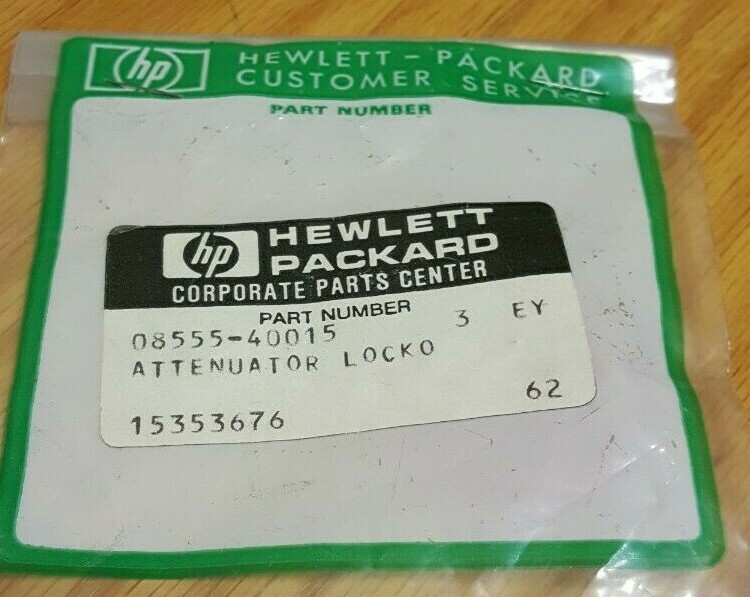 hp HEWLETT-PACKARD
CUSTOMER SERVICE
PART NUMBER
hp HEWLETT
PACKARD
CORPORATE PARTS CENTER
PART NUMBER
08555-40015 3 EY
ATTENUATOR LOCKO
15353676 62